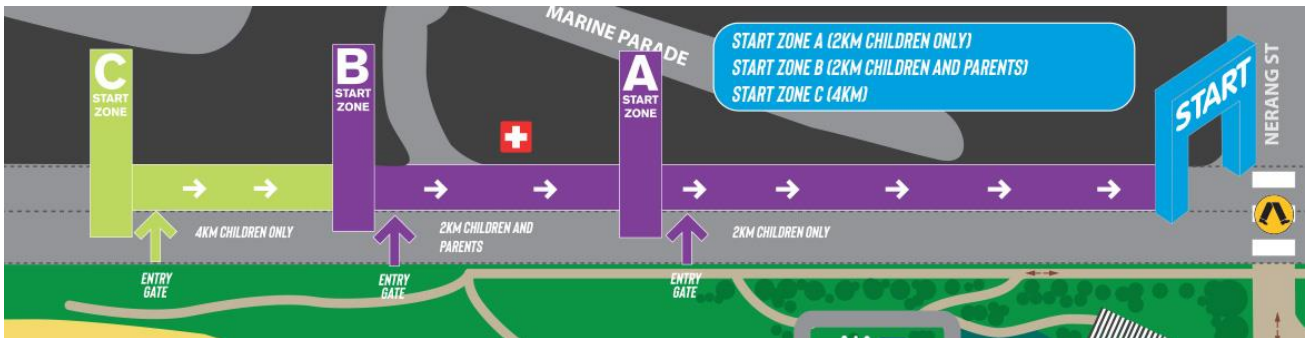 MARINE PARADE
START ZONE A (2KM CHILDREN ONLY)
START ZONE B (2KM CHILDREN AND PARENTS)
START ZONE C (4KM)
START
NERANG ST
C
START
ZONE
B
START
ZONE
A
START
ZONE
4KM CHILDREN ONLY
2KM CHILDREN AND
PARENTS
2KM CHILDREN ONLY
ENTRY
GATE
ENTRY
GATE
ENTRY
GATE